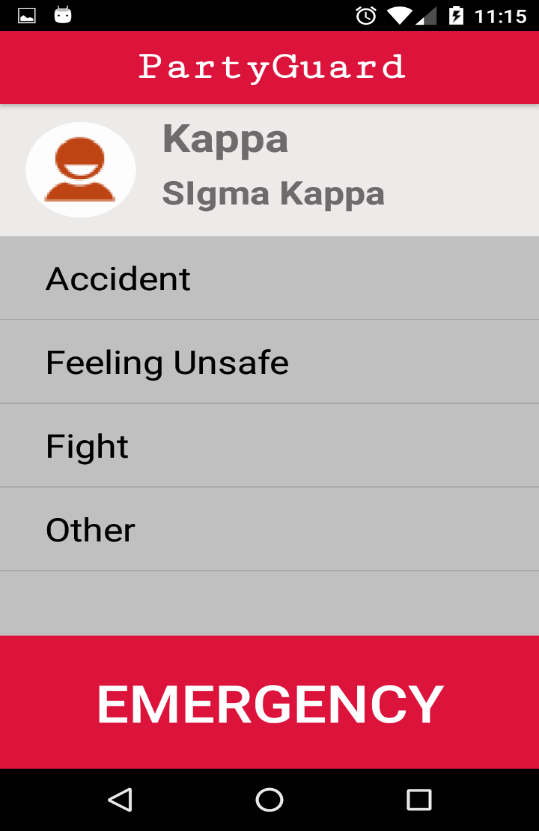 11:15
PartyGuard
Kappa
SIgma Kappa
Accident
Feeling Unsafe
Fight
Other
EMERGENCY